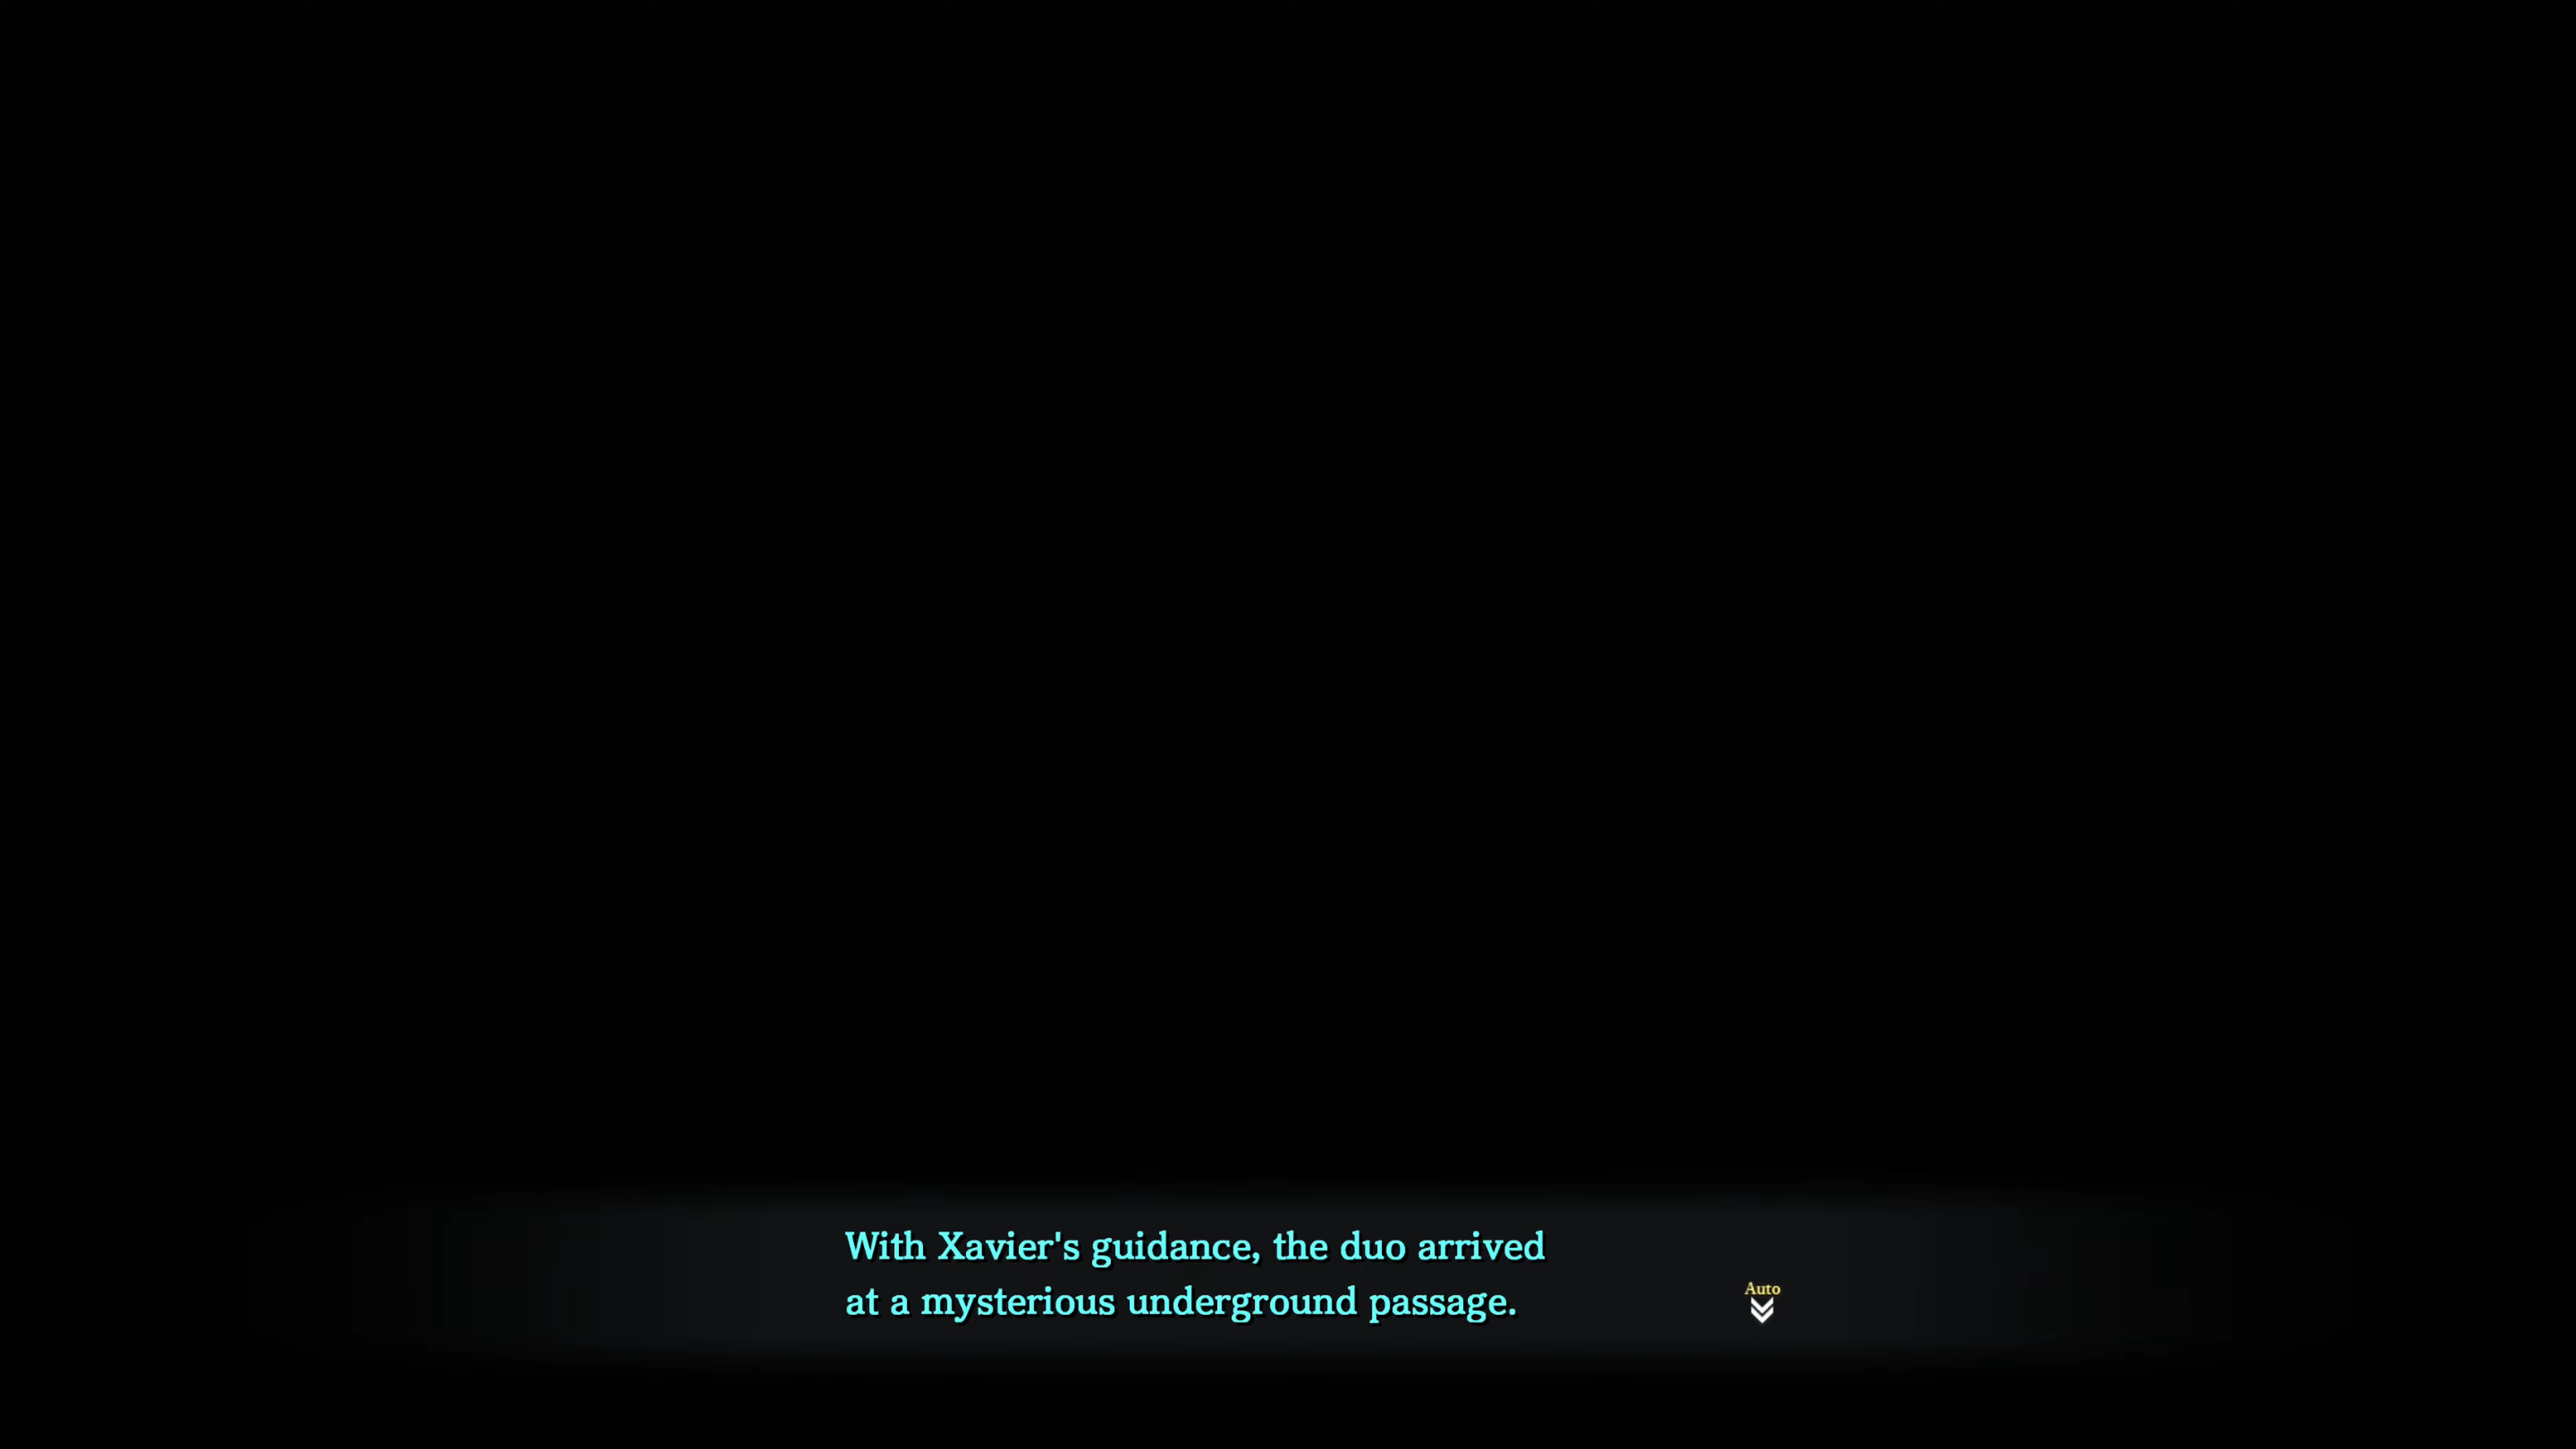 With Xavier's guidance, the duo arrived
at a mysterious underground passage.
Auto